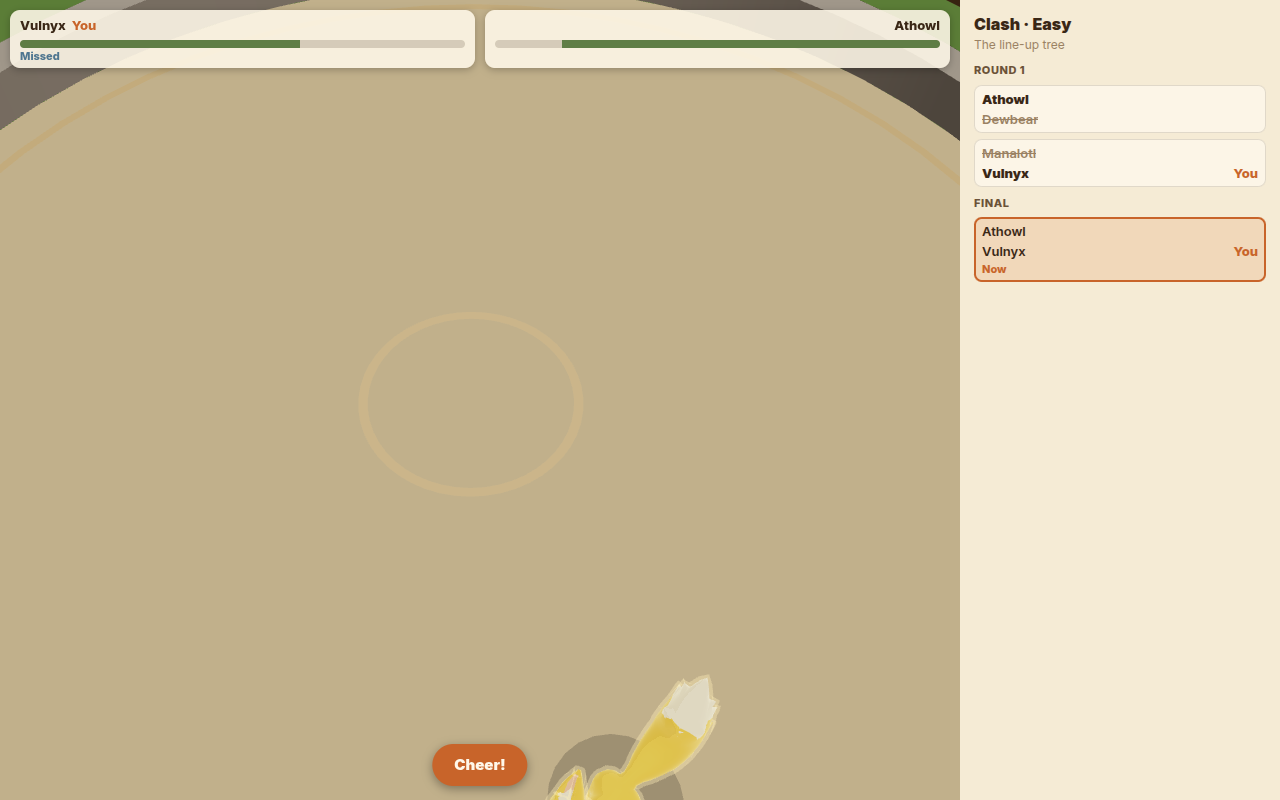 Vulnyx You
Missed
Athowl
Cheer!
Clash · Easy
The line-up tree
ROUND 1
Athowl
Dewbear
Manalotl
Vulnyx You
FINAL
Athowl
Vulnyx You
Now